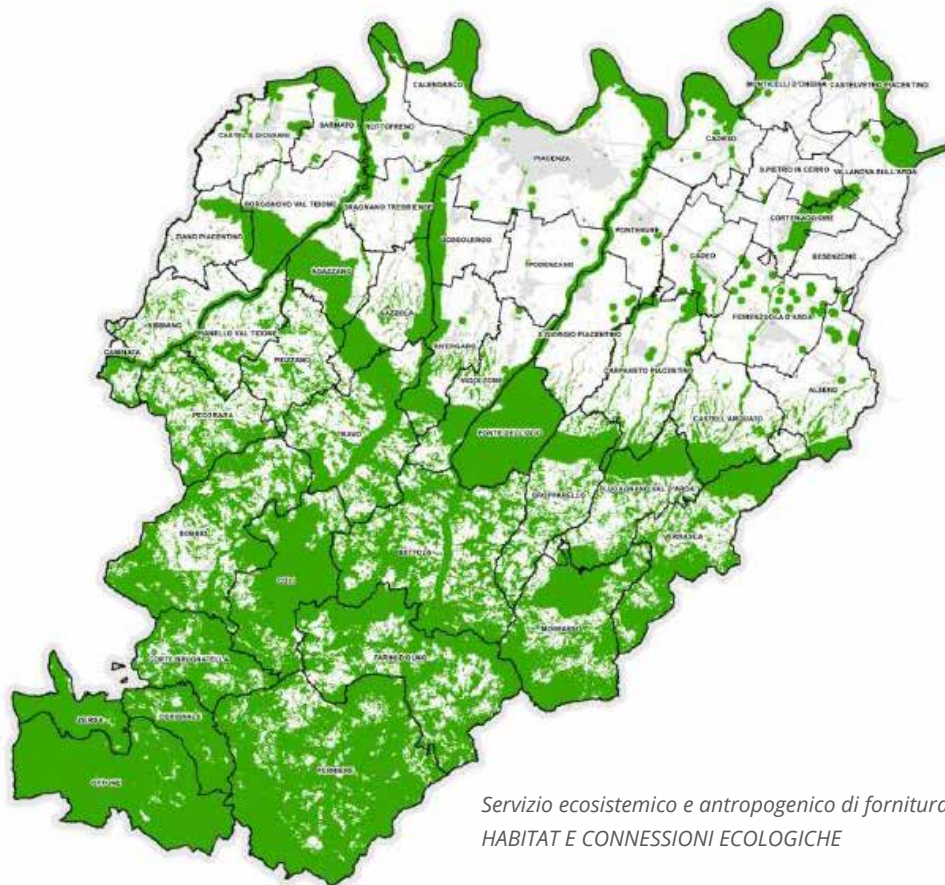 CALENDASCO
MONTICELLI D'ONGINA
CASTELVETRO PIACENTINO
SARMATO
ROTTOFRENO
CASTEL S.GIOVANNI
CAORSO
PIACENZA
S.PIETRO IN CERRO
VILLANOVA SULL'ARDA
BORGONOVO VAL TIDONE
GRAGNANO TREBBIENSE
CORTEMAGGIORE
ZIANO PIACENTINO
GOSSOLENGO
PONTENURE
BESENZONE
AGAZZANO
PODENZANO
CADEO
GAZZOLA
FIORENZUOLA D'ARDA
NIBBIANO
PIANELLO VAL TIDONE
S.GIORGIO PIACENTINO
RIVERGARO
CAMINATA
PIOZZANO
CARPANETO PIACENTINO
VIGOLZONE
ALSENO
PECORARA
CASTELL'ARQUATO
TRAVO
PONTE DELL'OLIO
GROPPARELLO
LUGAGNANO VAL D'ARDA
BOBBIO
VERNASCA
BETTOLA
COLI
MORFASSO
CORTE BRUGNATELLA
FARINI D'OLMO
ZERBA
CERIGNALE
FERRIERE
OTTONE
Servizio ecosistemico e antropogenico di fornitura
HABITAT E CONNESSIONI ECOLOGICHE